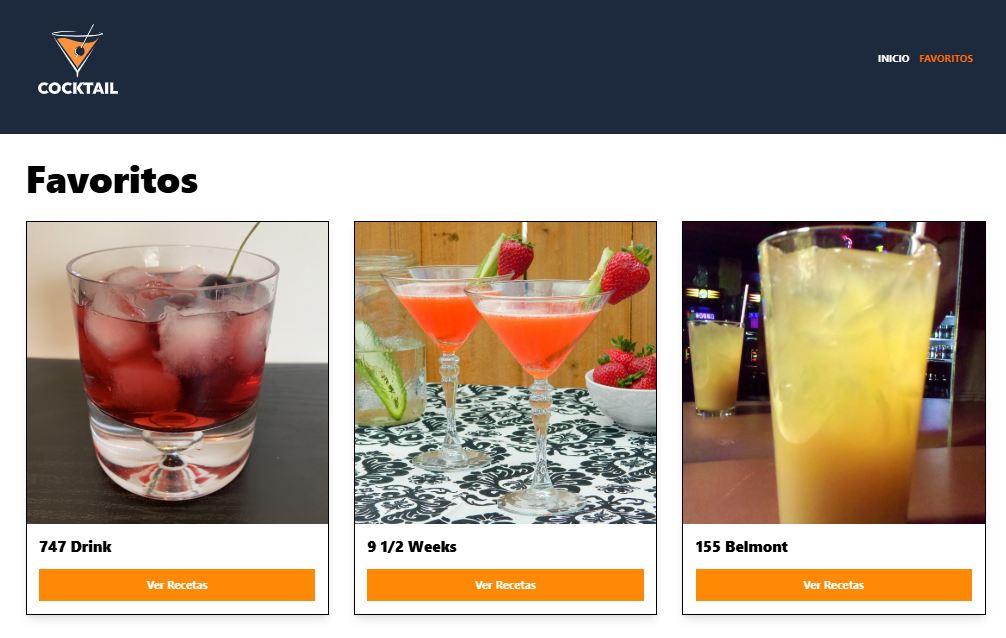 COCKTAIL
INICIO FAVORITOS
Favoritos
747 Drink
Ver Recetas
9 1/2 Weeks
Ver Recetas
155 Belmont
Ver Recetas